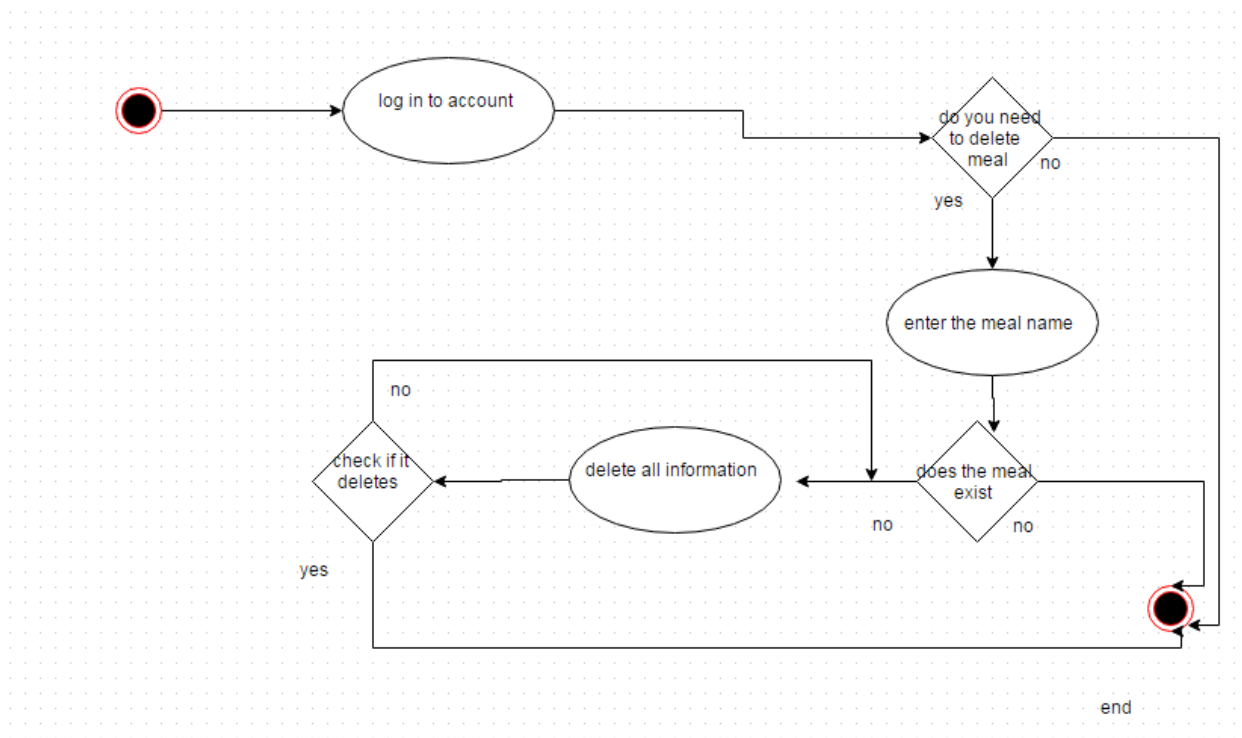 log in to account
do you need
to delete
meal
no
yes
enter the meal name
no
check if it
deletes
delete all information
does the meal
exist
no
no
yes
end